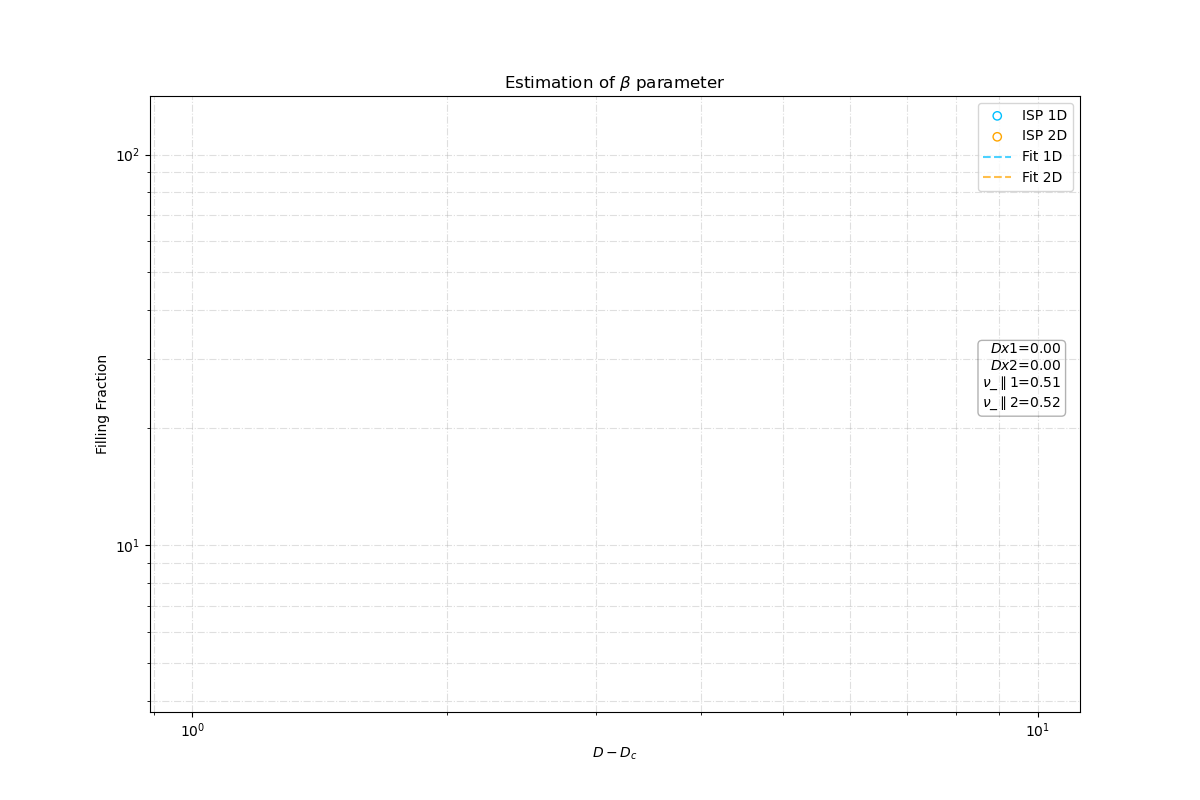 Estimation of β parameter
ISP 1D
ISP 2D
Fit 1D
Fit 2D
10²
Dx1=0.00
Dx2=0.00
ν_∥1=0.51
ν_∥2=0.52
Filling Fraction
10¹
10⁰
10¹
D − D_c